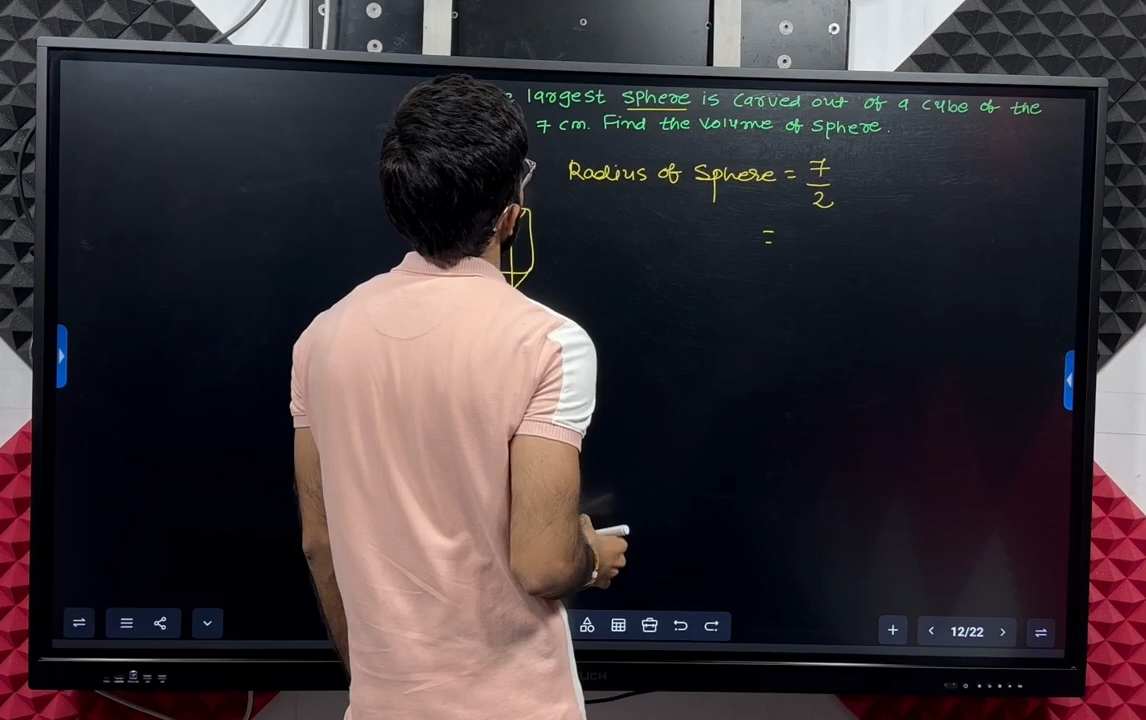 largest sphere is carved out of a cube of the
7 cm. Find the volume of sphere.
Radius of Sphere = 7/2
=
12/22